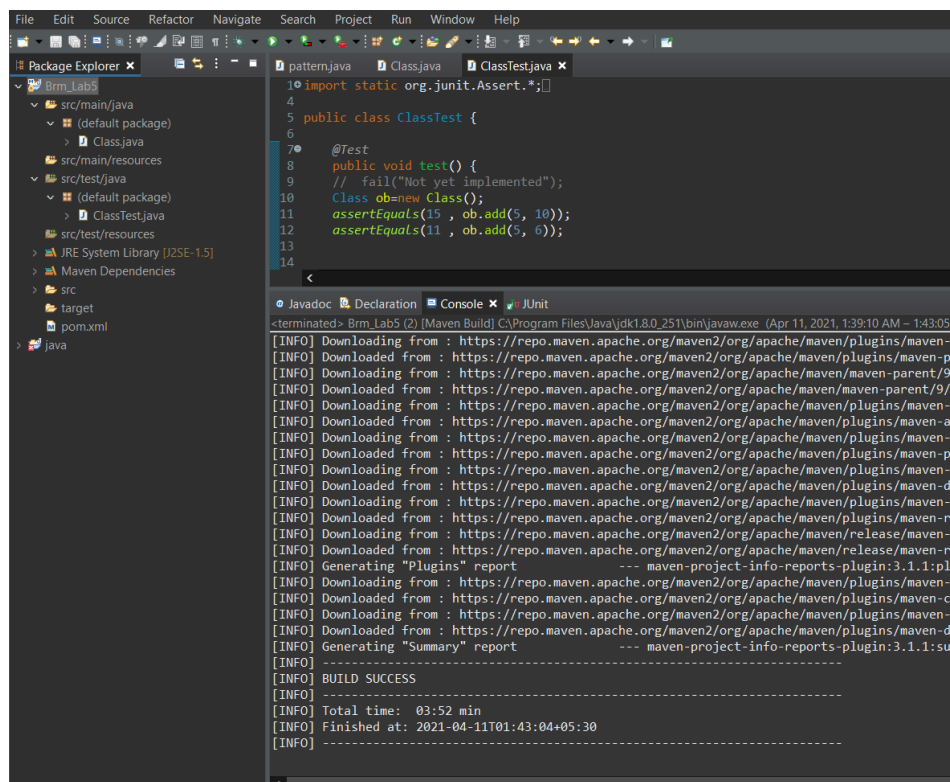 File Edit Source Refactor Navigate Search Project Run Window Help
Package Explorer
Brm_Lab5
src/main/java
(default package)
Class.java
src/main/resources
src/test/java
(default package)
ClassTest.java
src/test/resources
JRE System Library [J2SE-1.5]
Maven Dependencies
src
target
pom.xml
java
pattern.java Class.java ClassTest.java
1 import static org.junit.Assert.*;
4
5 public class ClassTest {
6
7 @Test
8 public void test() {
9 // fail("Not yet implemented");
10 Class ob=new Class();
11 assertEquals(15 , ob.add(5, 10));
12 assertEquals(11 , ob.add(5, 6));
13
14
Javadoc Declaration Console JUnit
<terminated> Brm_Lab5 (2) [Maven Build] C:\Program Files\Java\jdk1.8.0_251\bin\javaw.exe (Apr 11, 2021, 1:39:10 AM – 1:43:05
[INFO] Downloading from : https://repo.maven.apache.org/maven2/org/apache/maven/plugins/maven-
[INFO] Downloaded from : https://repo.maven.apache.org/maven2/org/apache/maven/plugins/maven-p
[INFO] Downloading from : https://repo.maven.apache.org/maven2/org/apache/maven/maven-parent/9
[INFO] Downloaded from : https://repo.maven.apache.org/maven2/org/apache/maven/maven-parent/9/
[INFO] Downloading from : https://repo.maven.apache.org/maven2/org/apache/maven/plugins/maven-
[INFO] Downloaded from : https://repo.maven.apache.org/maven2/org/apache/maven/plugins/maven-a
[INFO] Downloading from : https://repo.maven.apache.org/maven2/org/apache/maven/plugins/maven-
[INFO] Downloaded from : https://repo.maven.apache.org/maven2/org/apache/maven/plugins/maven-p
[INFO] Downloading from : https://repo.maven.apache.org/maven2/org/apache/maven/plugins/maven-
[INFO] Downloaded from : https://repo.maven.apache.org/maven2/org/apache/maven/plugins/maven-d
[INFO] Downloading from : https://repo.maven.apache.org/maven2/org/apache/maven/plugins/maven-
[INFO] Downloaded from : https://repo.maven.apache.org/maven2/org/apache/maven/plugins/maven-r
[INFO] Downloading from : https://repo.maven.apache.org/maven2/org/apache/maven/release/maven-
[INFO] Downloaded from : https://repo.maven.apache.org/maven2/org/apache/maven/release/maven-r
[INFO] Generating "Plugins" report --- maven-project-info-reports-plugin:3.1.1:pl
[INFO] Downloading from : https://repo.maven.apache.org/maven2/org/apache/maven/plugins/maven-
[INFO] Downloaded from : https://repo.maven.apache.org/maven2/org/apache/maven/plugins/maven-c
[INFO] Downloading from : https://repo.maven.apache.org/maven2/org/apache/maven/plugins/maven-
[INFO] Downloaded from : https://repo.maven.apache.org/maven2/org/apache/maven/plugins/maven-d
[INFO] Generating "Summary" report --- maven-project-info-reports-plugin:3.1.1:su
[INFO] ------------------------------------------------------------------------
[INFO] BUILD SUCCESS
[INFO] ------------------------------------------------------------------------
[INFO] Total time: 03:52 min
[INFO] Finished at: 2021-04-11T01:43:04+05:30
[INFO] ------------------------------------------------------------------------